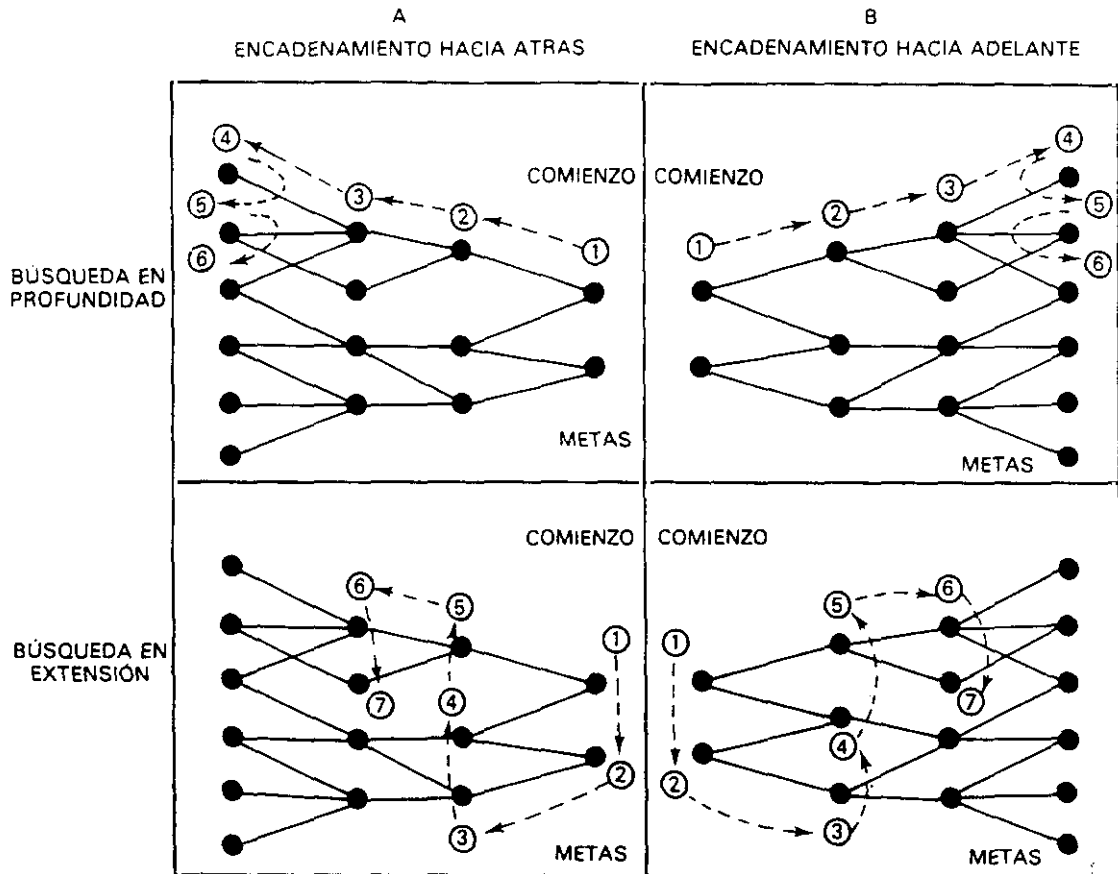 A
ENCADENAMIENTO HACIA ATRAS
B
ENCADENAMIENTO HACIA ADELANTE
BÚSQUEDA EN
PROFUNDIDAD
4
5
6
3
2
1
COMIENZO
METAS
COMIENZO
1
2
3
4
5
6
METAS
BÚSQUEDA EN
EXTENSIÓN
COMIENZO
6
5
1
7
4
2
3
METAS
COMIENZO
1
5
6
7
4
2
3
METAS